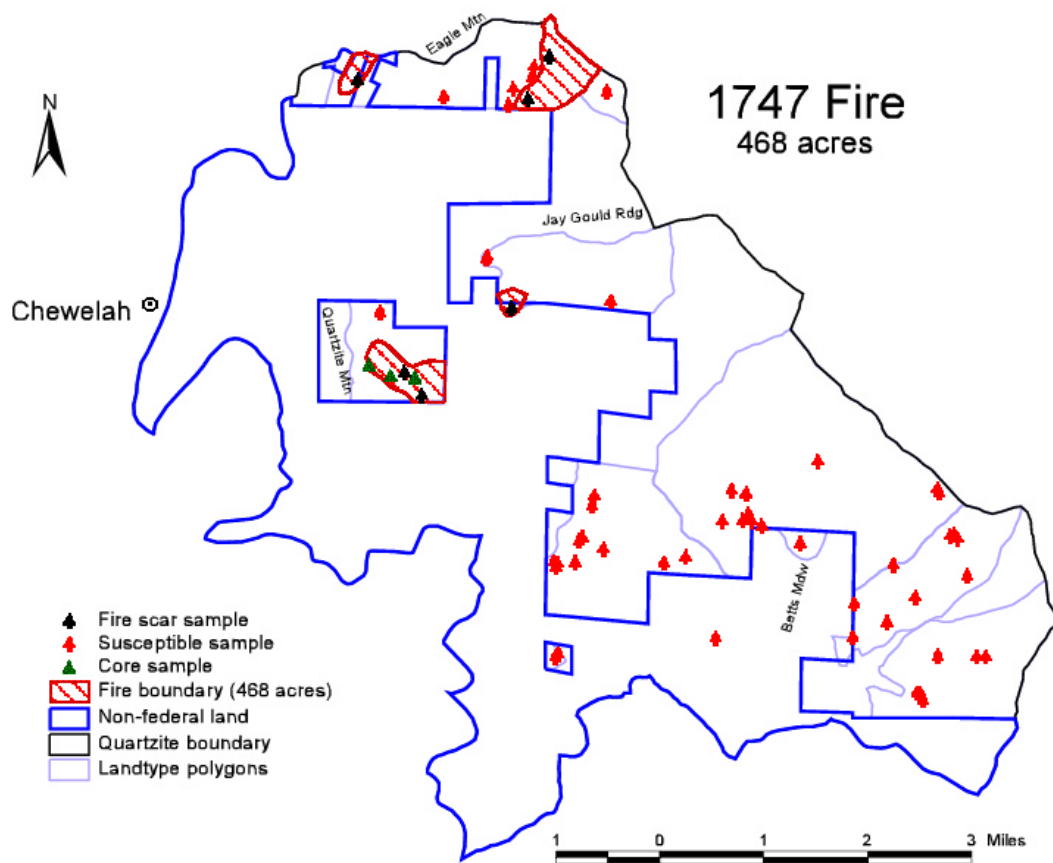 Eagle Mtn
N
1747 Fire
468 acres
Jay Gould Rdg
Chewelah
Quartzite Mtn
Betts Mdw
Fire scar sample
Susceptible sample
Core sample
Fire boundary (468 acres)
Non-federal land
Quartzite boundary
Landtype polygons
1 0 1 2 3 Miles